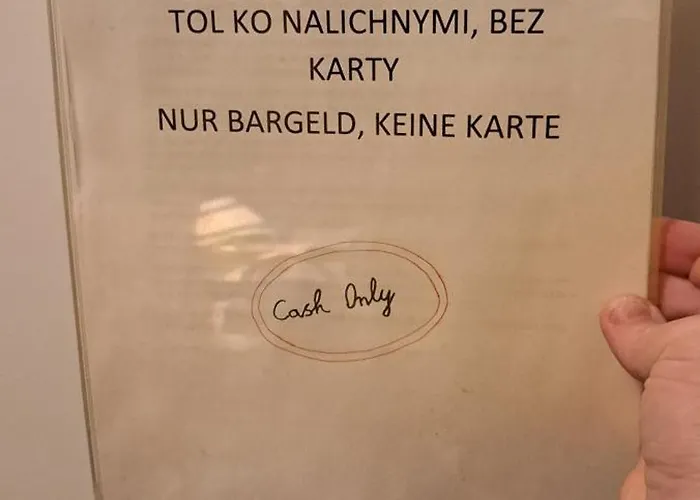 TOL KO NALICHNYMI, BEZ
KARTY
NUR BARGELD, KEINE KARTE
Cash Only